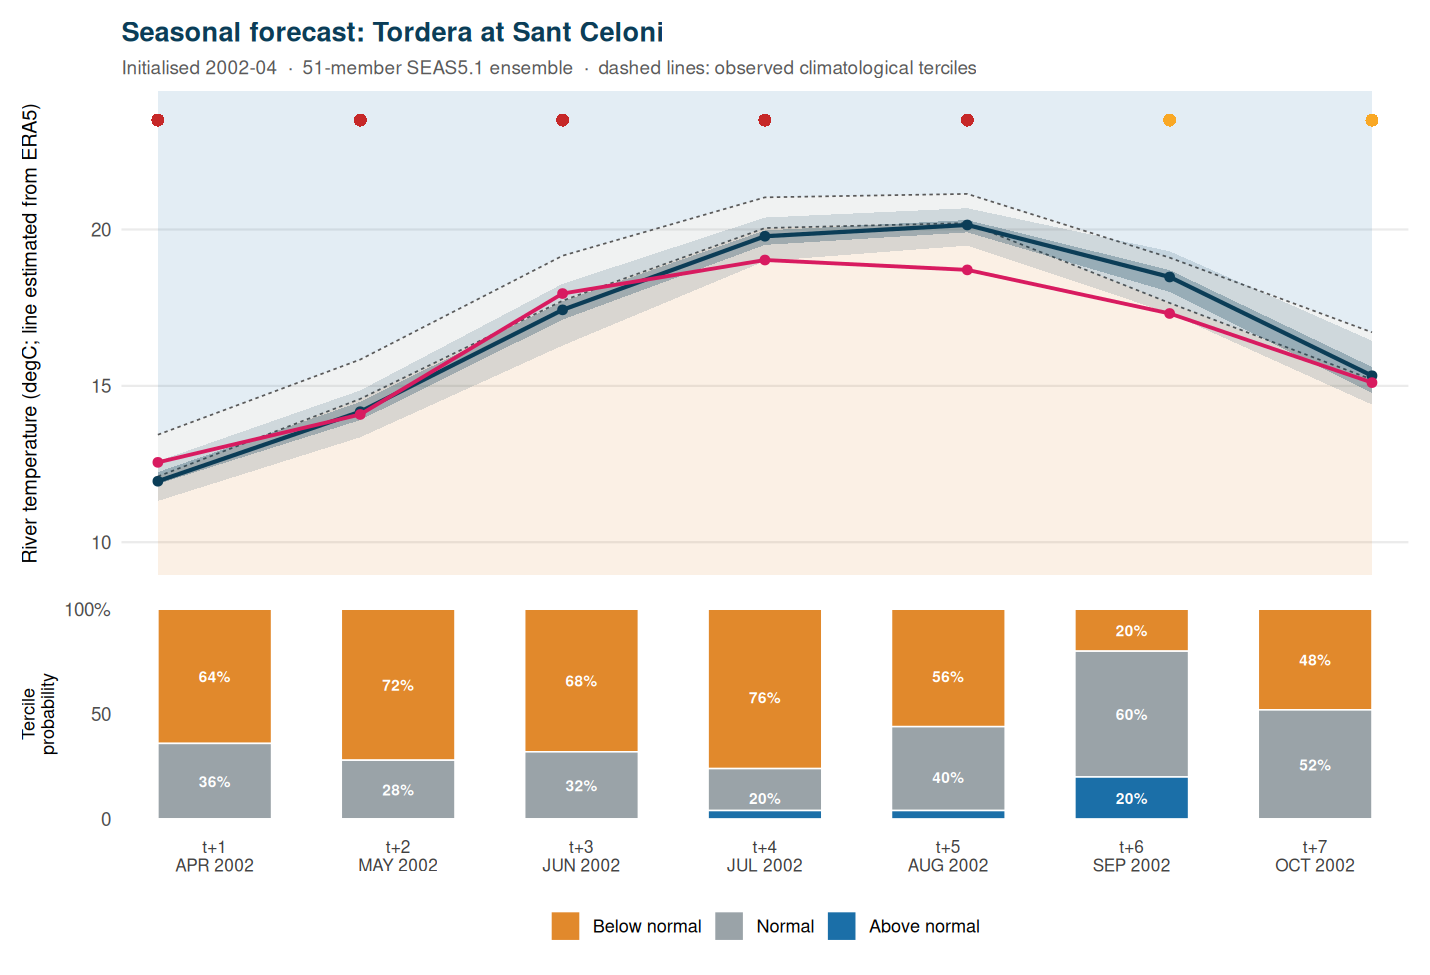 Seasonal forecast: Tordera at Sant Celoni
Initialised 2002-04 · 51-member SEAS5.1 ensemble · dashed lines: observed climatological terciles
River temperature (degC; line estimated from ERA5)
20
15
10
Tercile
probability
100%
50
0
64%
36%
72%
28%
68%
32%
76%
20%
56%
40%
20%
60%
20%
48%
52%
t+1
APR 2002
t+2
MAY 2002
t+3
JUN 2002
t+4
JUL 2002
t+5
AUG 2002
t+6
SEP 2002
t+7
OCT 2002
Below normal
Normal
Above normal